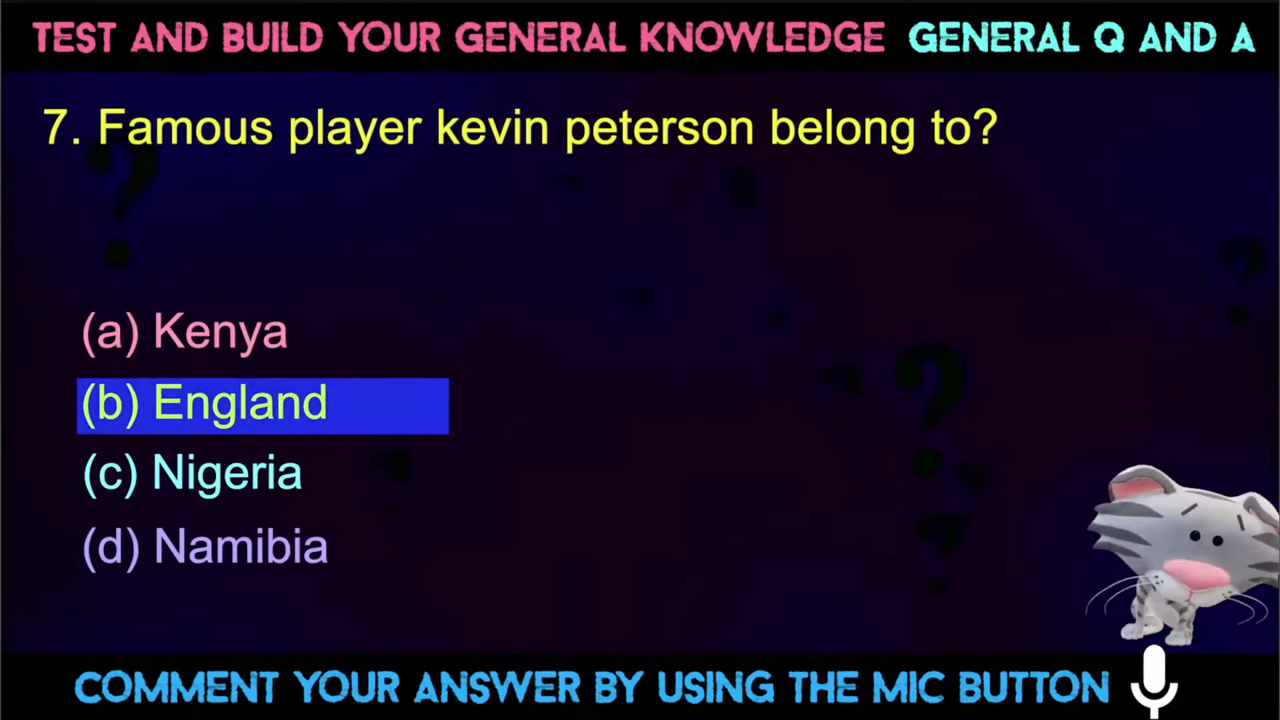 TEST AND BUILD YOUR GENERAL KNOWLEDGE GENERAL Q AND A
7. Famous player kevin peterson belong to?
(a) Kenya
(b) England
(c) Nigeria
(d) Namibia
COMMENT YOUR ANSWER BY USING THE MIC BUTTON